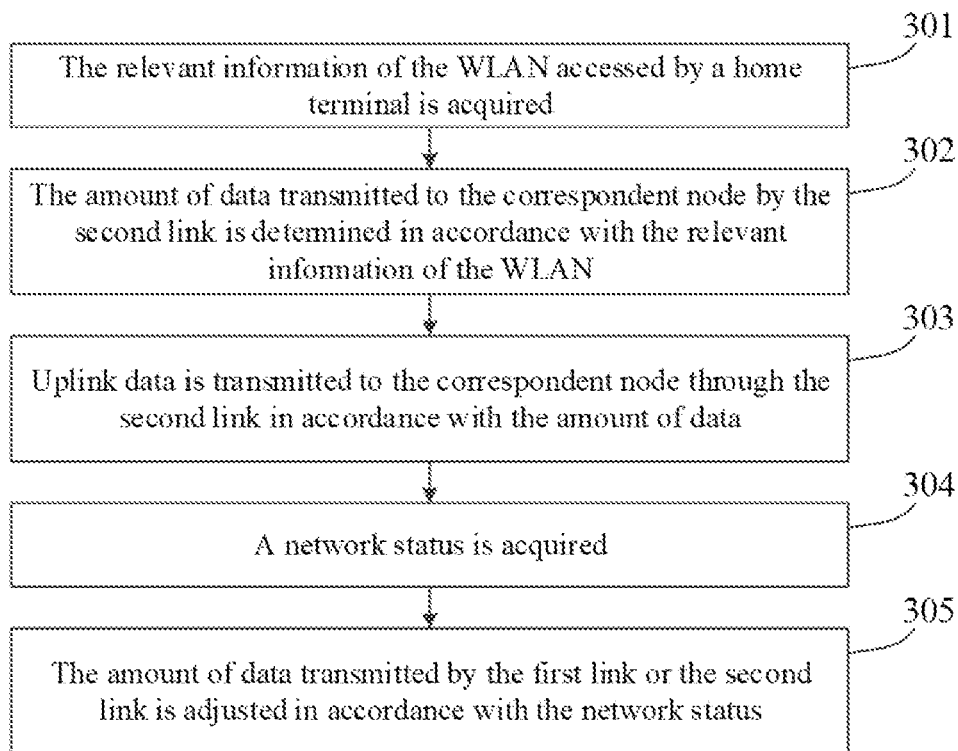 301
The relevant information of the WLAN accessed by a home
terminal is acquired
302
The amount of data transmitted to the correspondent node by the
second link is determined in accordance with the relevant
information of the WLAN
303
Uplink data is transmitted to the correspondent node through the
second link in accordance with the amount of data
304
A network status is acquired
305
The amount of data transmitted by the first link or the second
link is adjusted in accordance with the network status